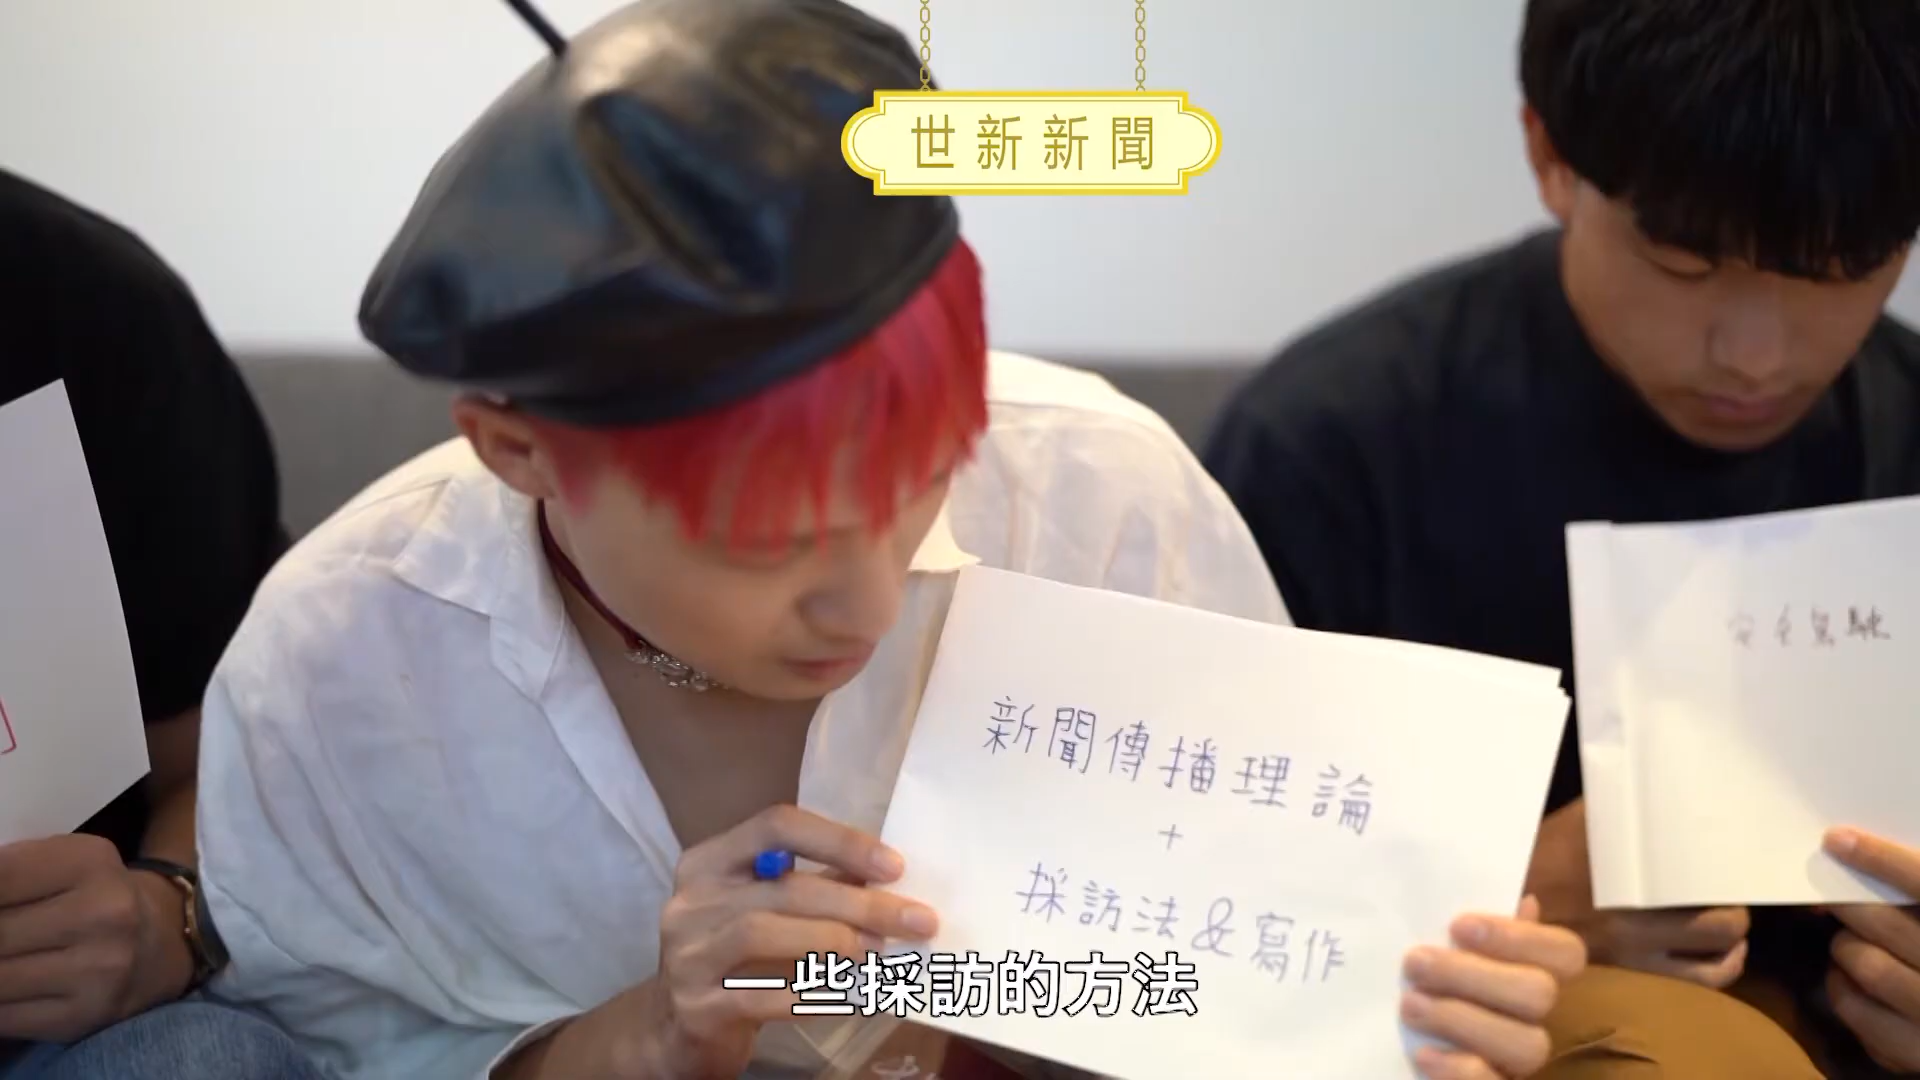 世新新聞
新聞傳播理論
+
採訪法&寫作
一些採訪的方法